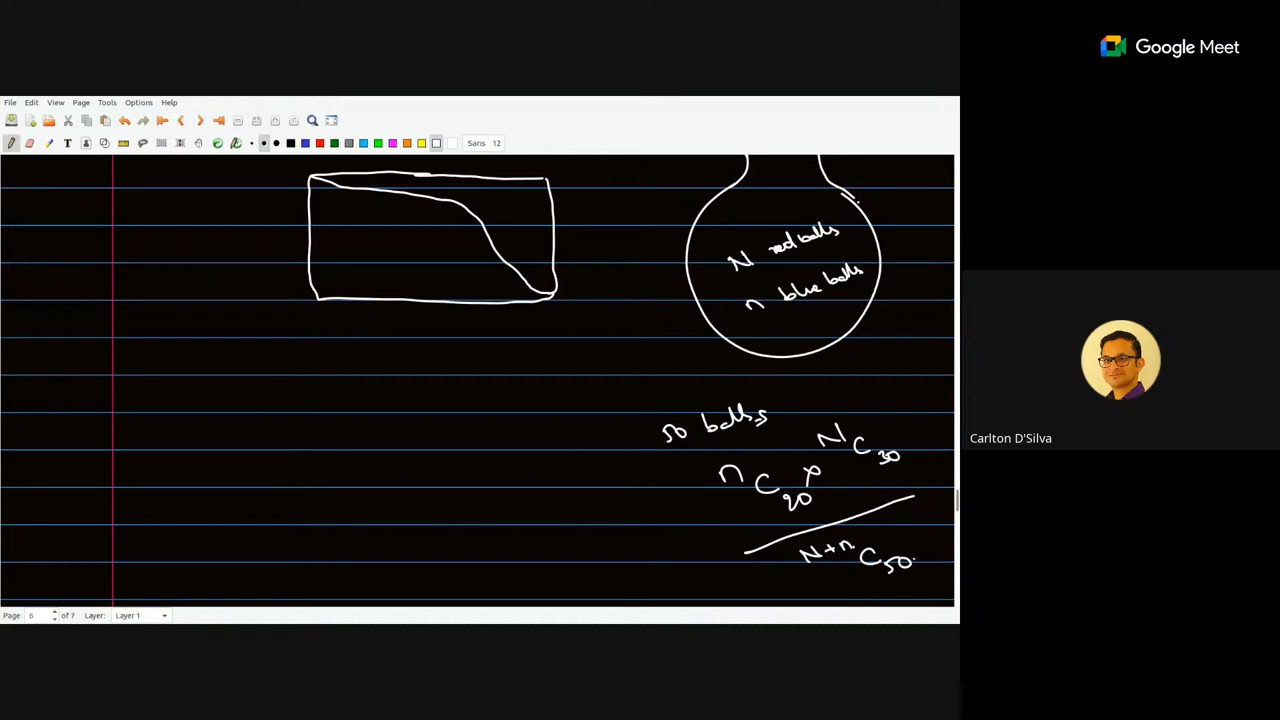 Google Meet
File Edit View Page Tools Options Help
Sans 12
N red balls
n blue balls
50 balls
n C 20 x N C 30
N+n C 50
Carlton D'Silva
Page 6 of 7 Layer: Layer 1